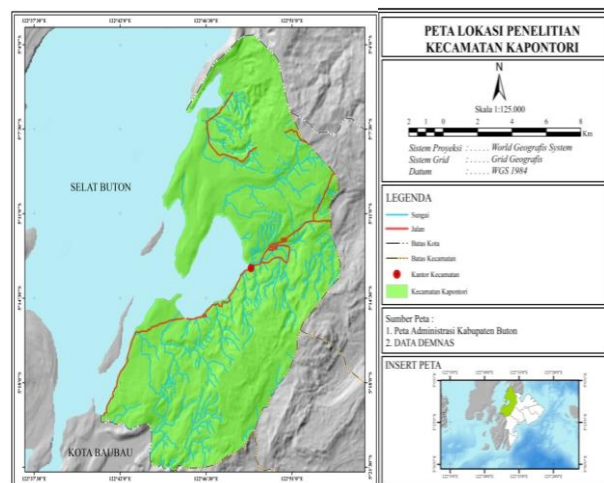 PETA LOKASI PENELITIAN
KECAMATAN KAPONTORI
N
Skala 1:125.000
2 1 0 2 4 6 8
Km
Sistem Proyeksi : ..... World Geografis System
Sistem Grid : ..... Grid Geografis
Datum : ..... WGS 1984
LEGENDA
Sungai
Jalan
Batas Kota
Batas Kecamatan
Kantor Kecamatan
Kecamatan Kapontori
Sumber Peta :
1. Peta Administrasi Kabupaten Buton
2. DATA DEMNAS
INSERT PETA
SELAT BUTON
KOTA BAUBAU